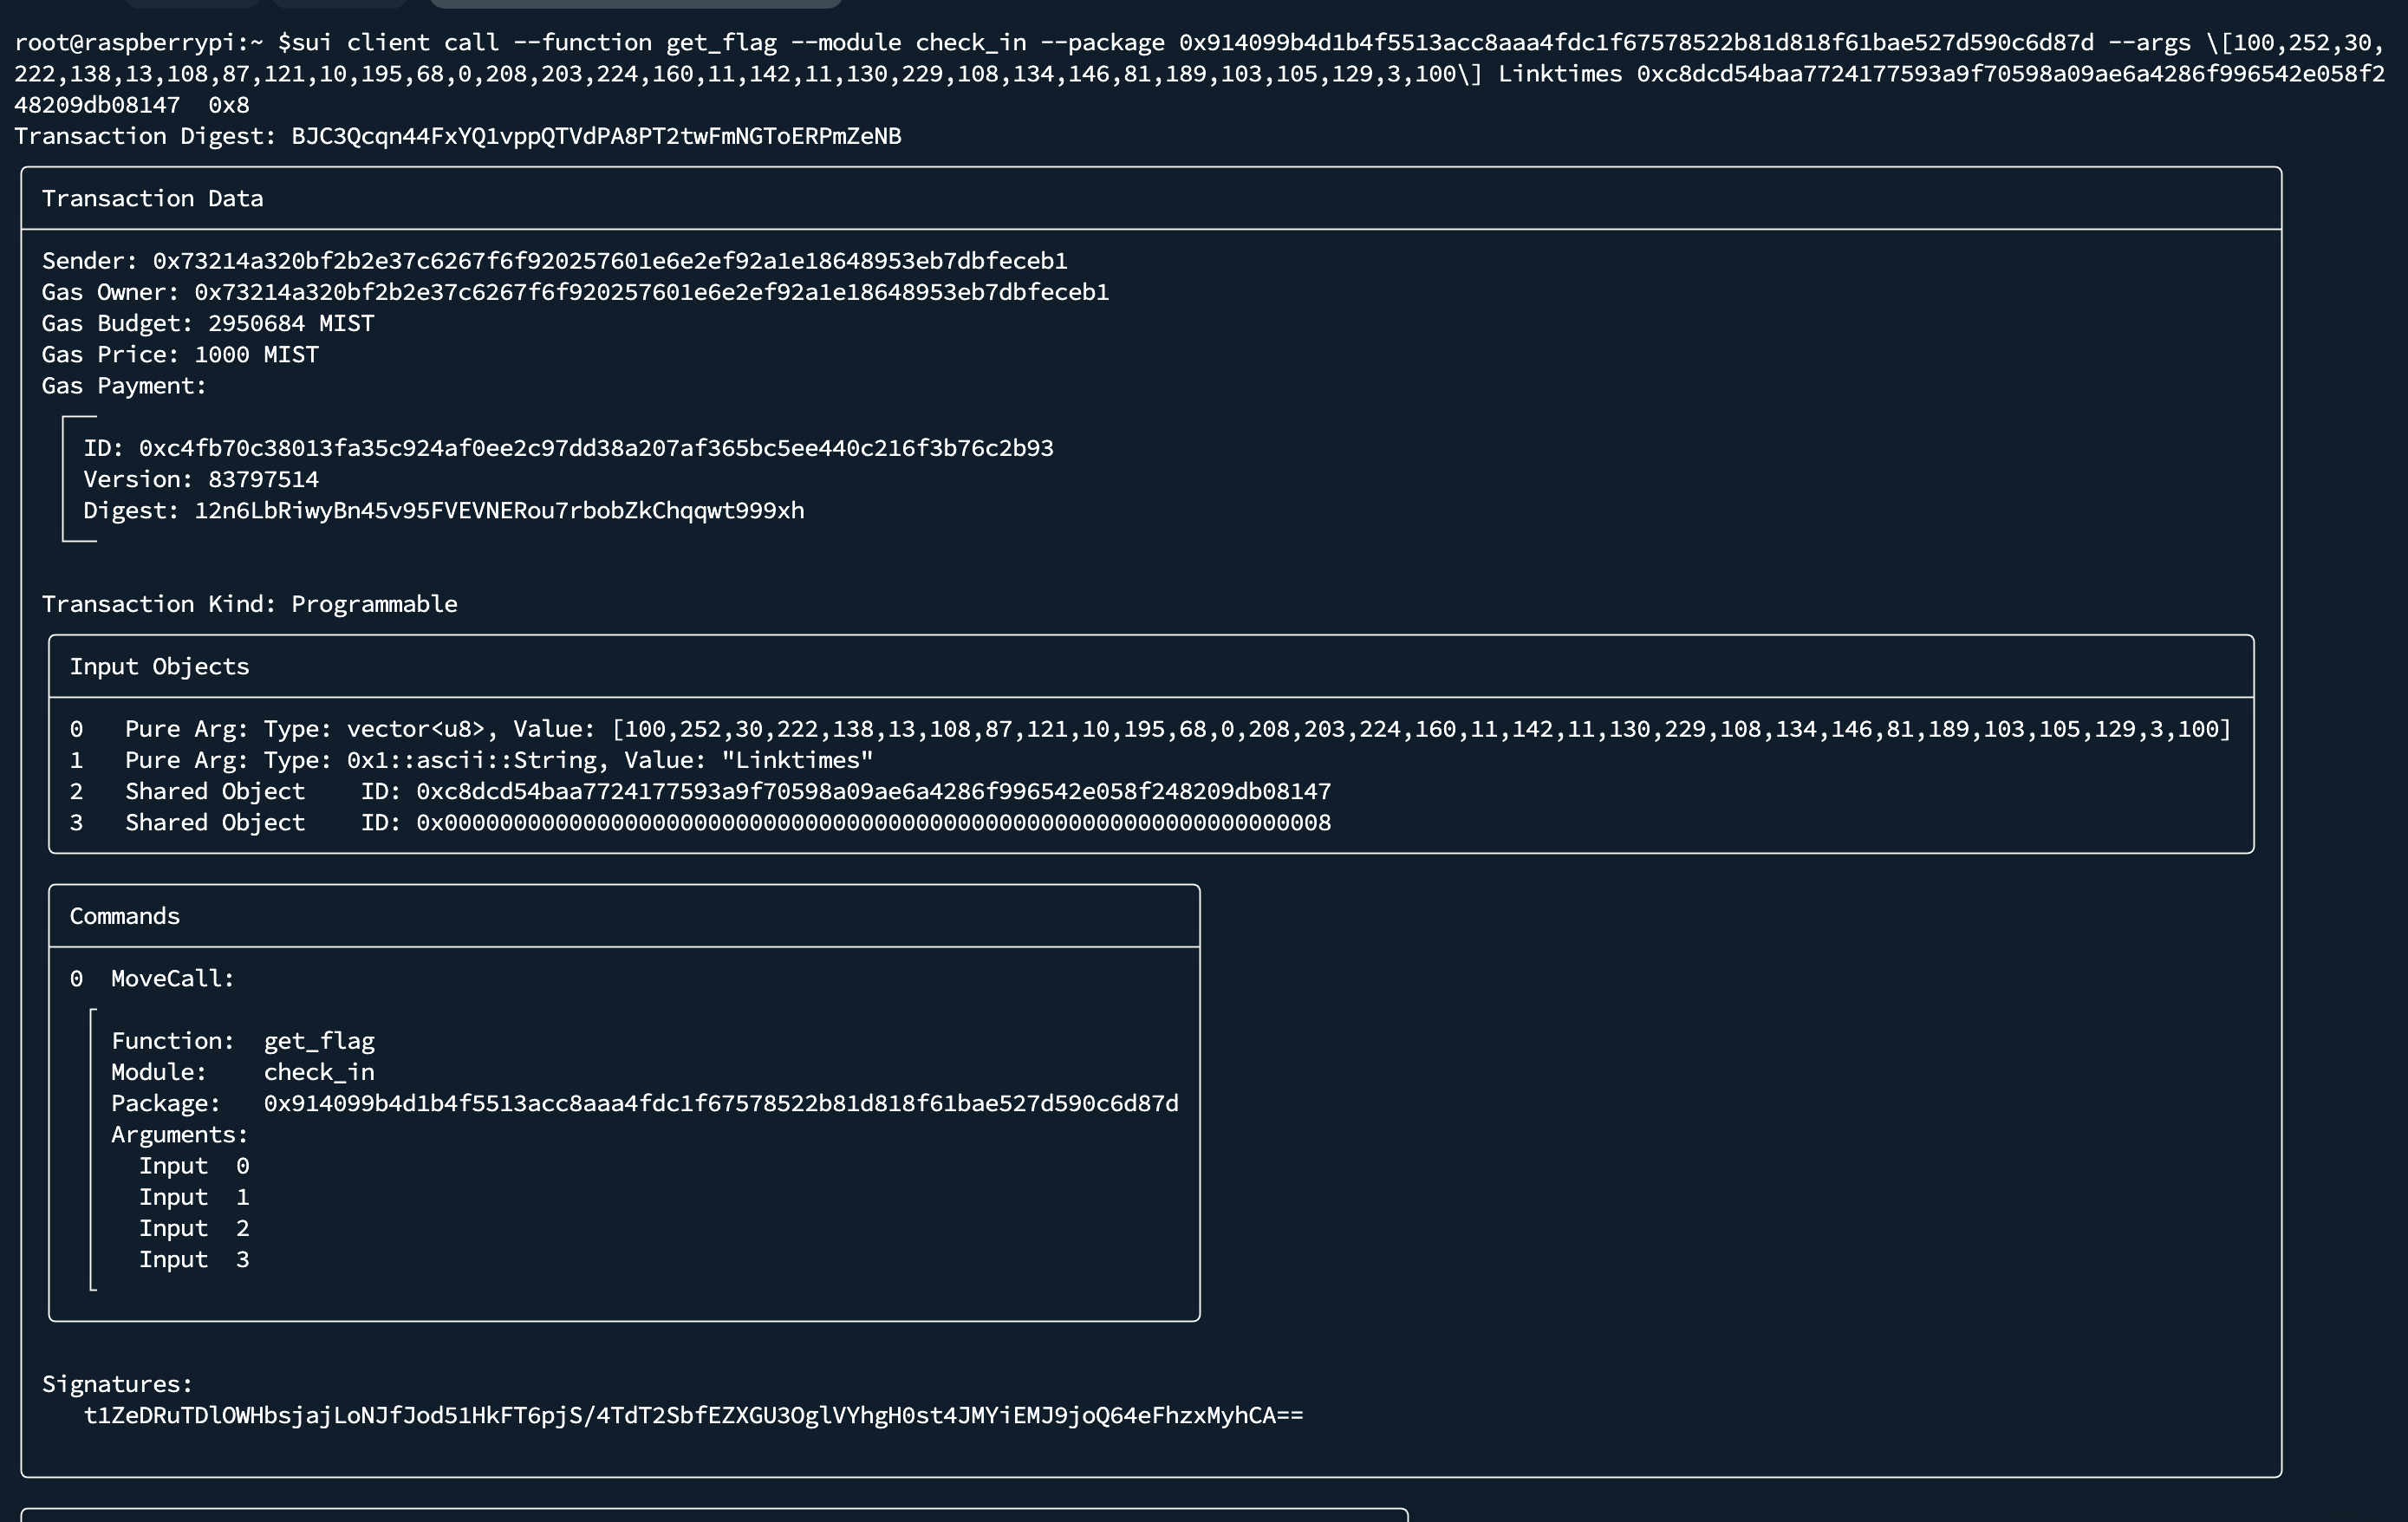 root@raspberrypi:~ $sui client call --function get_flag --module check_in --package 0x914099b4d1b4f5513acc8aaa4fdc1f67578522b81d818f61bae527d590c6d87d --args \[100,252,30,
222,138,13,108,87,121,10,195,68,0,208,203,224,160,11,142,11,130,229,108,134,146,81,189,103,105,129,3,100\] Linktimes 0xc8dcd54baa7724177593a9f70598a09ae6a4286f996542e058f2
48209db08147  0x8
Transaction Digest: BJC3Qcqn44FxYQ1vppQTVdPA8PT2twFmNGToERPmZeNB
Transaction Data
Sender: 0x73214a320bf2b2e37c6267f6f920257601e6e2ef92a1e18648953eb7dbfeceb1
Gas Owner: 0x73214a320bf2b2e37c6267f6f920257601e6e2ef92a1e18648953eb7dbfeceb1
Gas Budget: 2950684 MIST
Gas Price: 1000 MIST
Gas Payment:
ID: 0xc4fb70c38013fa35c924af0ee2c97dd38a207af365bc5ee440c216f3b76c2b93
Version: 83797514
Digest: 12n6LbRiwyBn45v95FVEVNERou7rbobZkChqqwt999xh
Transaction Kind: Programmable
Input Objects
0   Pure Arg: Type: vector<u8>, Value: [100,252,30,222,138,13,108,87,121,10,195,68,0,208,203,224,160,11,142,11,130,229,108,134,146,81,189,103,105,129,3,100]
1   Pure Arg: Type: 0x1::ascii::String, Value: "Linktimes"
2   Shared Object    ID: 0xc8dcd54baa7724177593a9f70598a09ae6a4286f996542e058f248209db08147
3   Shared Object    ID: 0x0000000000000000000000000000000000000000000000000000000000000008
Commands
0  MoveCall:
Function:  get_flag
Module:    check_in
Package:   0x914099b4d1b4f5513acc8aaa4fdc1f67578522b81d818f61bae527d590c6d87d
Arguments:
Input  0
Input  1
Input  2
Input  3
Signatures:
t1ZeDRuTDlOWHbsjajLoNJfJod51HkFT6pjS/4TdT2SbfEZXGU3OglVYhgH0st4JMYiEMJ9joQ64eFhzxMyhCA==